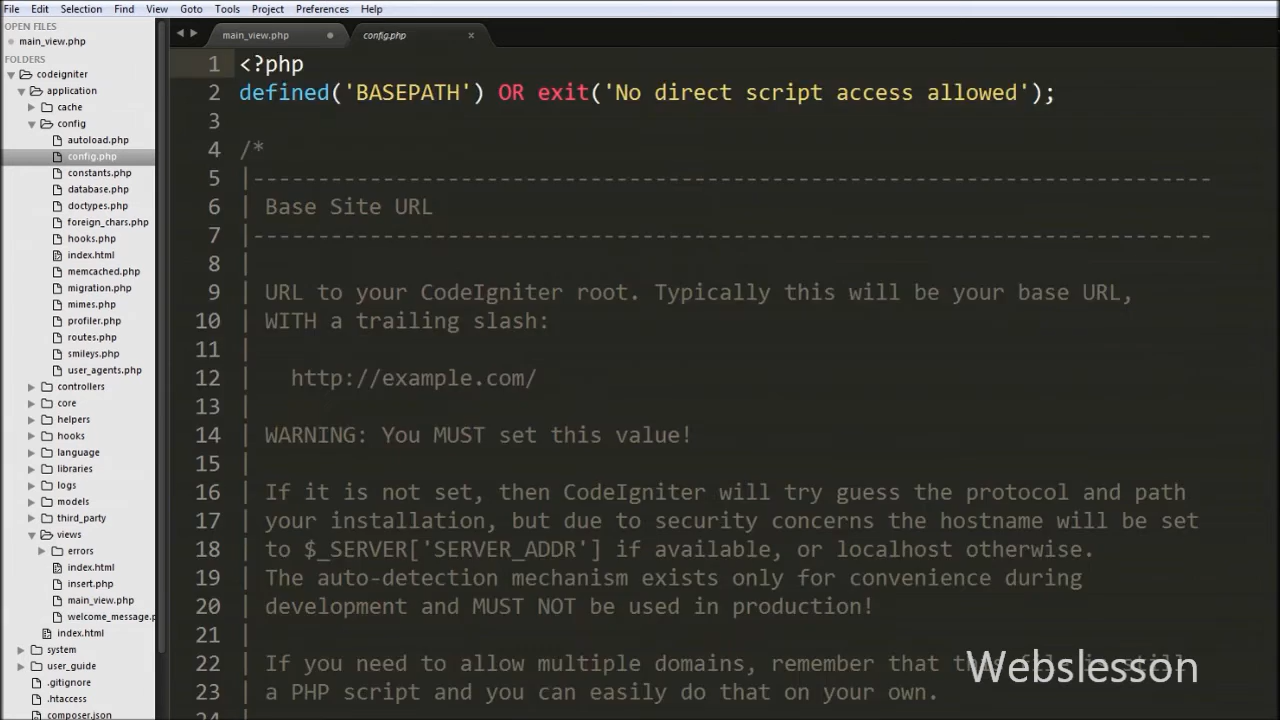 File Edit Selection Find View Goto Tools Project Preferences Help
OPEN FILES
main_view.php
FOLDERS
codeigniter
application
cache
config
autoload.php
config.php
constants.php
database.php
doctypes.php
foreign_chars.php
hooks.php
index.html
memcached.php
migration.php
mimes.php
profiler.php
routes.php
smileys.php
user_agents.php
controllers
core
helpers
hooks
language
libraries
logs
models
third_party
views
errors
index.html
insert.php
main_view.php
welcome_message.p
index.html
system
user_guide
.gitignore
.htaccess
composer.json
main_view.php config.php ×
1 <?php
2 defined('BASEPATH') OR exit('No direct script access allowed');
3
4 /*
5 |--------------------------------------------------------------------------
6 | Base Site URL
7 |--------------------------------------------------------------------------
8 |
9 | URL to your CodeIgniter root. Typically this will be your base URL,
10 | WITH a trailing slash:
11 |
12 | http://example.com/
13 |
14 | WARNING: You MUST set this value!
15 |
16 | If it is not set, then CodeIgniter will try guess the protocol and path
17 | your installation, but due to security concerns the hostname will be set
18 | to $_SERVER['SERVER_ADDR'] if available, or localhost otherwise.
19 | The auto-detection mechanism exists only for convenience during
20 | development and MUST NOT be used in production!
21 |
22 | If you need to allow multiple domains, remember that this file is still
23 | a PHP script and you can easily do that on your own.
24 |
Webslesson